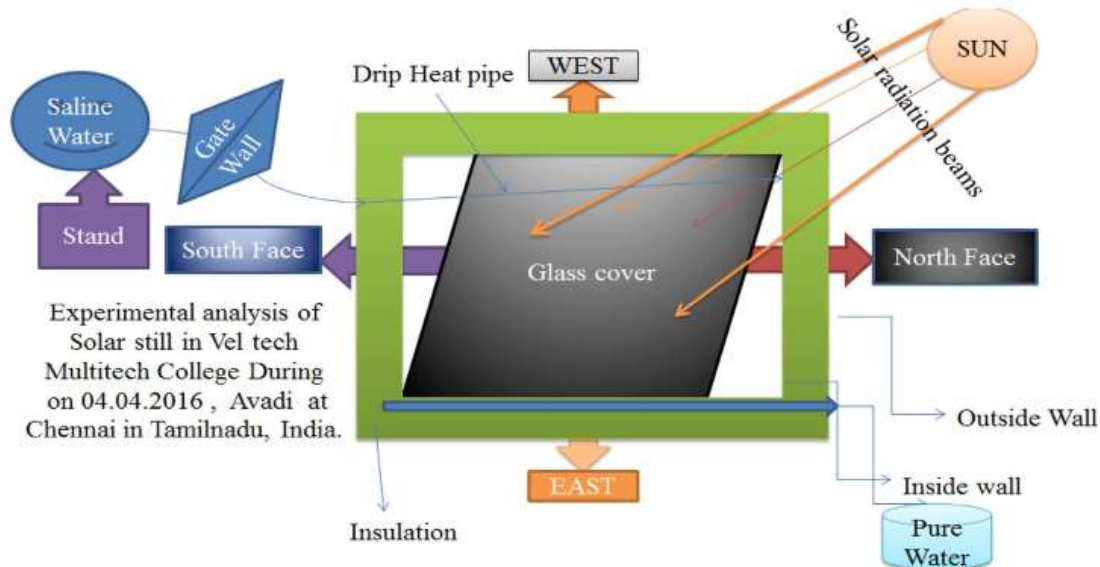 SUN
Solar radiation beams
WEST
Drip Heat pipe
Saline
Water
Gate
Wall
Stand
South Face
Glass cover
North Face
Experimental analysis of
Solar still in Vel tech
Multitech College During
on 04.04.2016 , Avadi at
Chennai in Tamilnadu, India.
Outside Wall
EAST
Inside wall
Insulation
Pure
Water